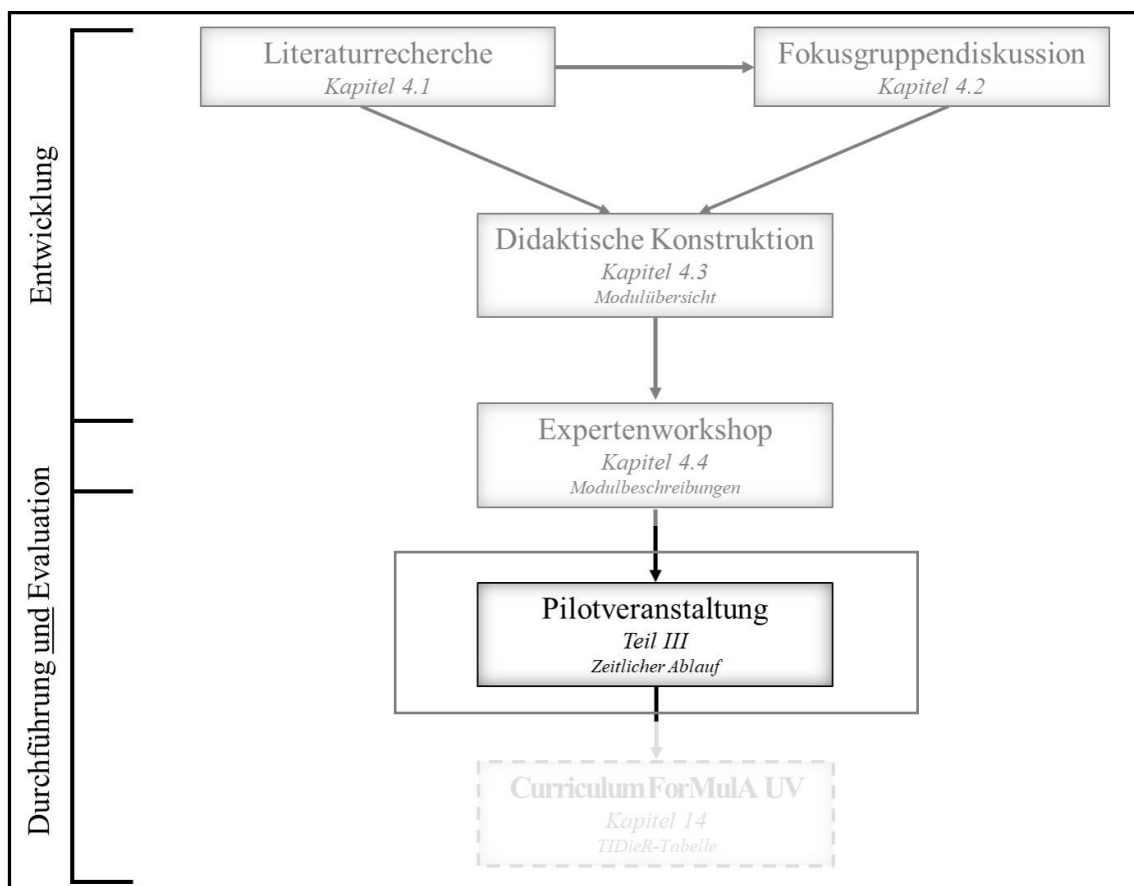 Literaturrecherche
Kapitel 4.1
Fokusgruppendiskussion
Kapitel 4.2
Entwicklung
Didaktische Konstruktion
Kapitel 4.3
Modulübersicht
Expertenworkshop
Kapitel 4.4
Modulbeschreibungen
Durchführung und Evaluation
Pilotveranstaltung
Teil III
Zeitlicher Ablauf
Curriculum ForMulA UV
Kapitel 14
TIDieR-Tabelle